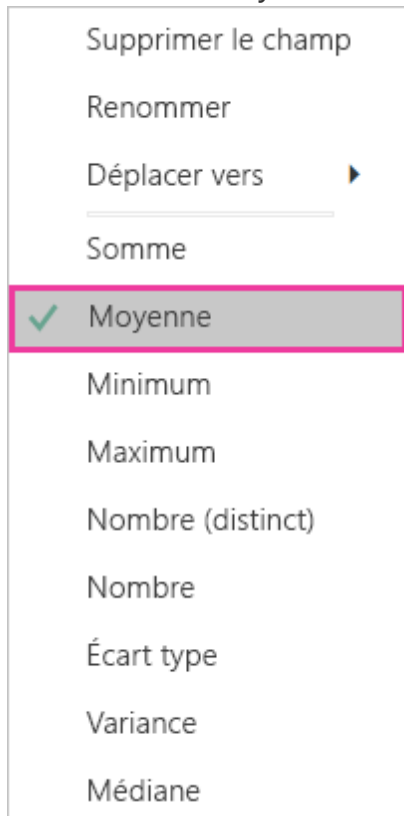 Supprimer le champ
Renommer
Déplacer vers
Somme
Moyenne
Minimum
Maximum
Nombre (distinct)
Nombre
Écart type
Variance
Médiane